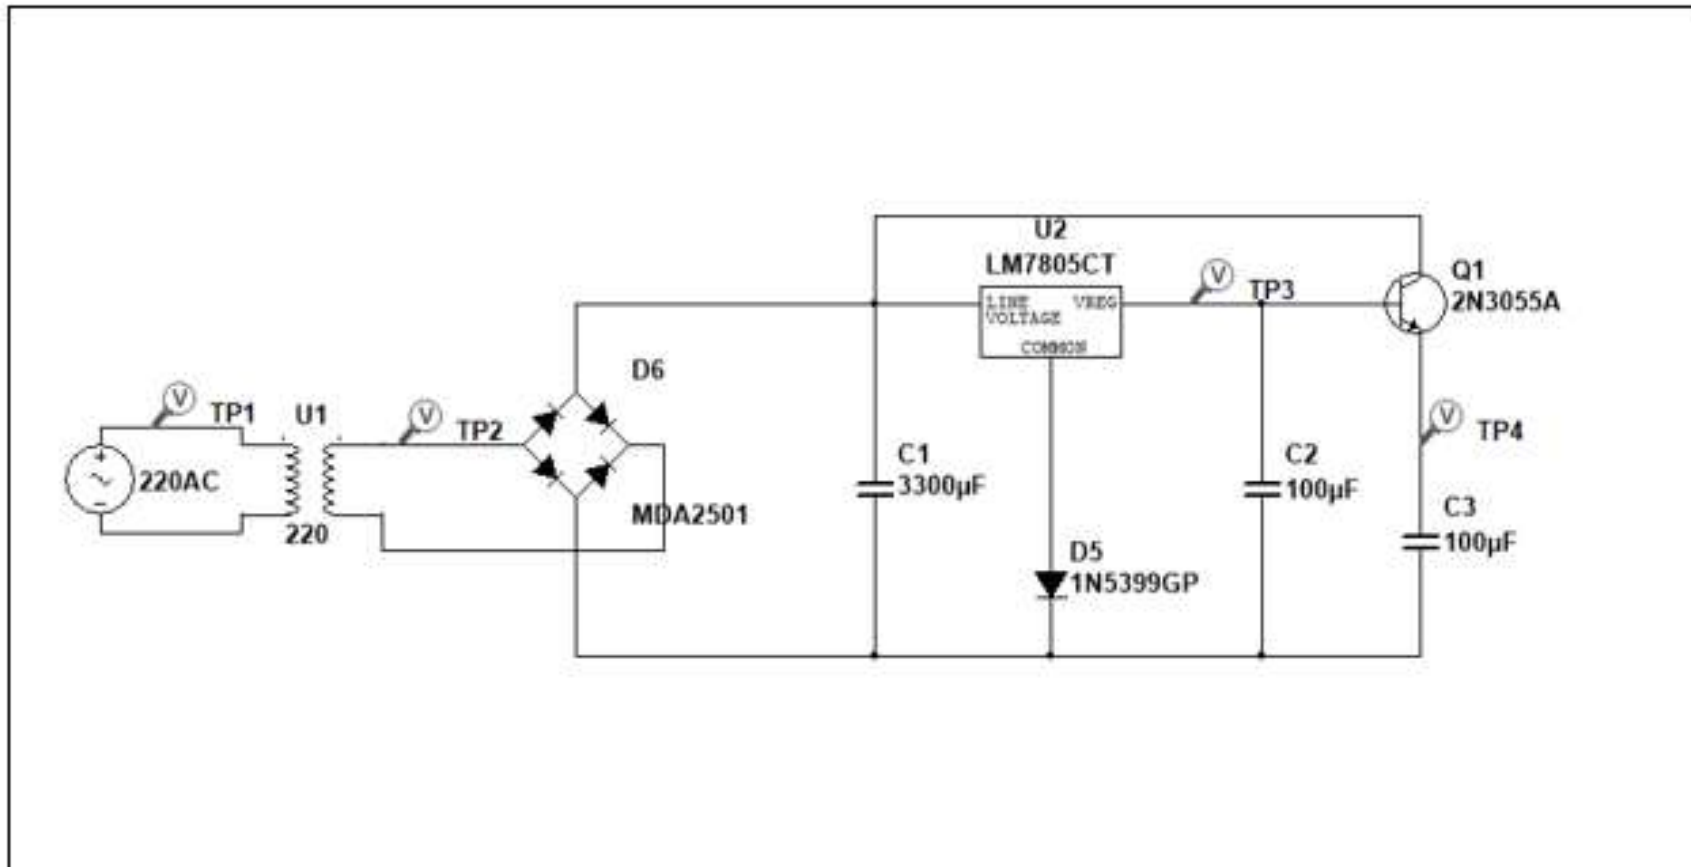 U2
LM7805CT
LINE VREG
VOLTAGE
COMMON
V
TP3
Q1
2N3055A
D6
V
TP1
U1
V
TP2
V
TP4
220AC
220
MDA2501
C1
3300µF
C2
100µF
C3
100µF
D5
1N5399GP